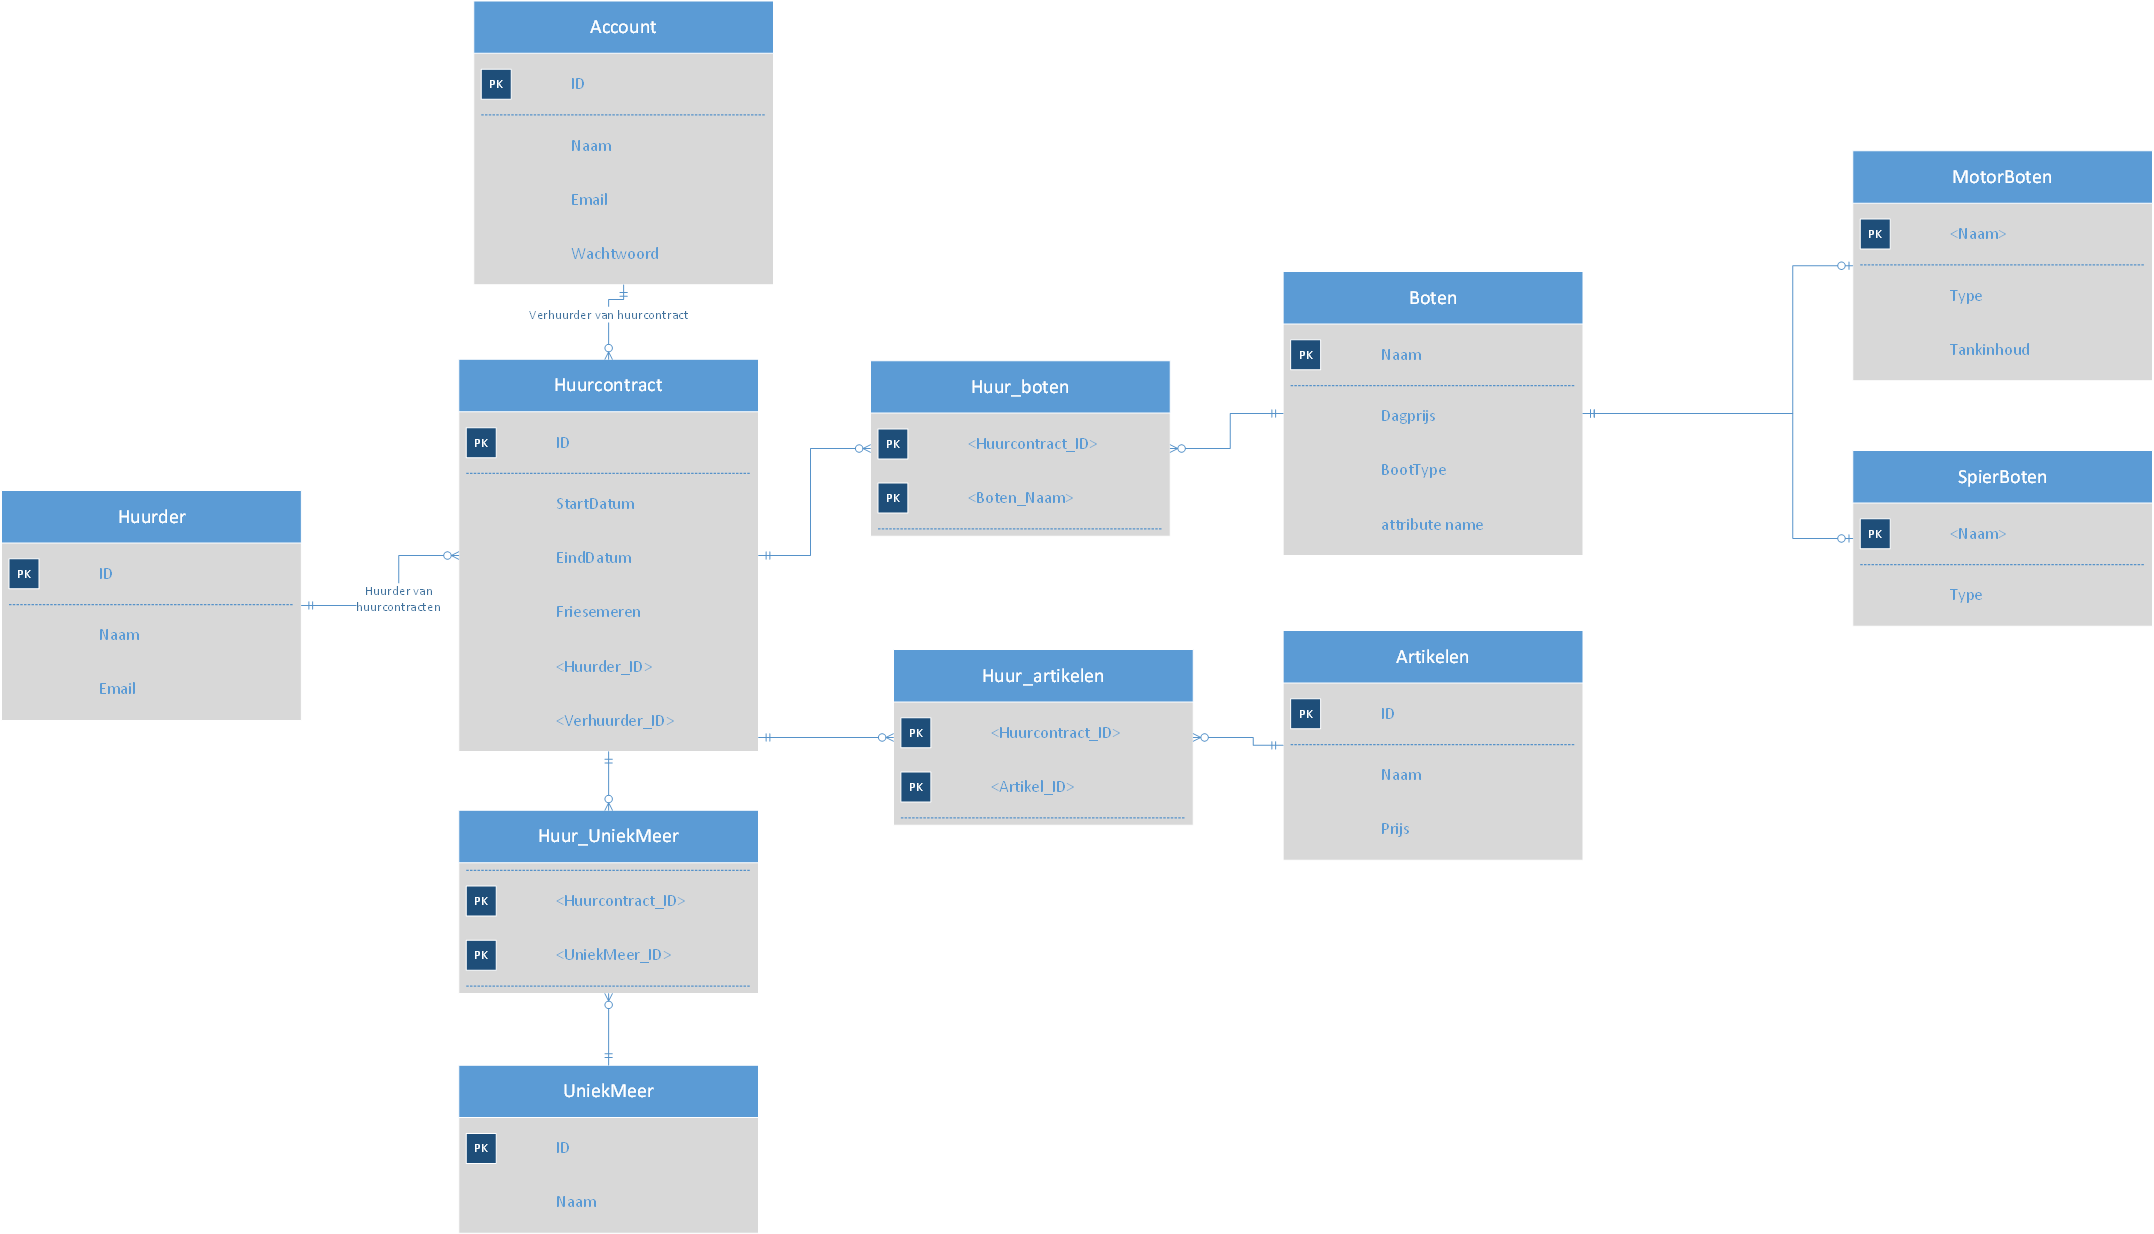 Account
PK ID
Naam
Email
Wachtwoord
Verhuurder van huurcontract
Huurcontract
PK ID
StartDatum
EindDatum
Friesemeren
<Huurder_ID>
<Verhuurder_ID>
Huurder
PK ID
Naam
Email
Huurder van
huurcontracten
Huur_boten
PK <Huurcontract_ID>
PK <Boten_Naam>
Boten
PK Naam
Dagprijs
BootType
attribute name
MotorBoten
PK <Naam>
Type
Tankinhoud
SpierBoten
PK <Naam>
Type
Huur_artikelen
PK <Huurcontract_ID>
PK <Artikel_ID>
Artikelen
PK ID
Naam
Prijs
Huur_UniekMeer
PK <Huurcontract_ID>
PK <UniekMeer_ID>
UniekMeer
PK ID
Naam